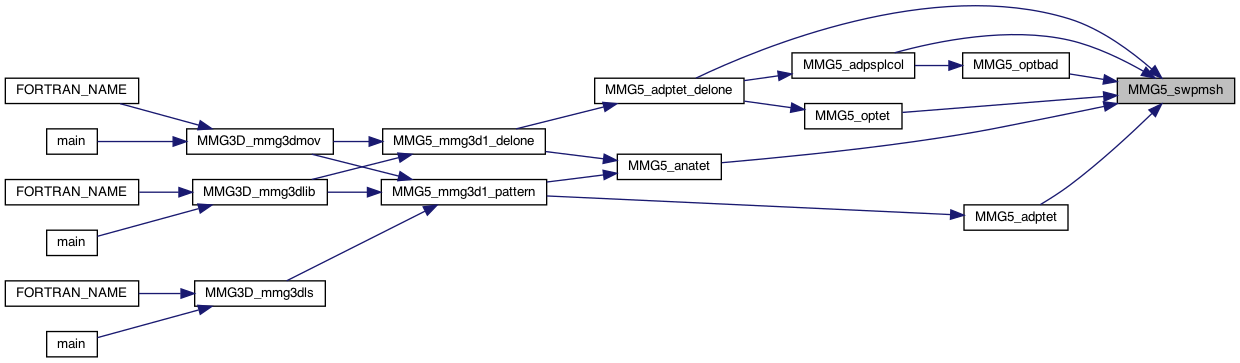 FORTRAN_NAME
main
FORTRAN_NAME
main
FORTRAN_NAME
main
MMG3D_mmg3dmov
MMG3D_mmg3dlib
MMG3D_mmg3dls
MMG5_mmg3d1_delone
MMG5_mmg3d1_pattern
MMG5_adptet_delone
MMG5_anatet
MMG5_adpsplcol
MMG5_optet
MMG5_optbad
MMG5_adptet
MMG5_swpmsh